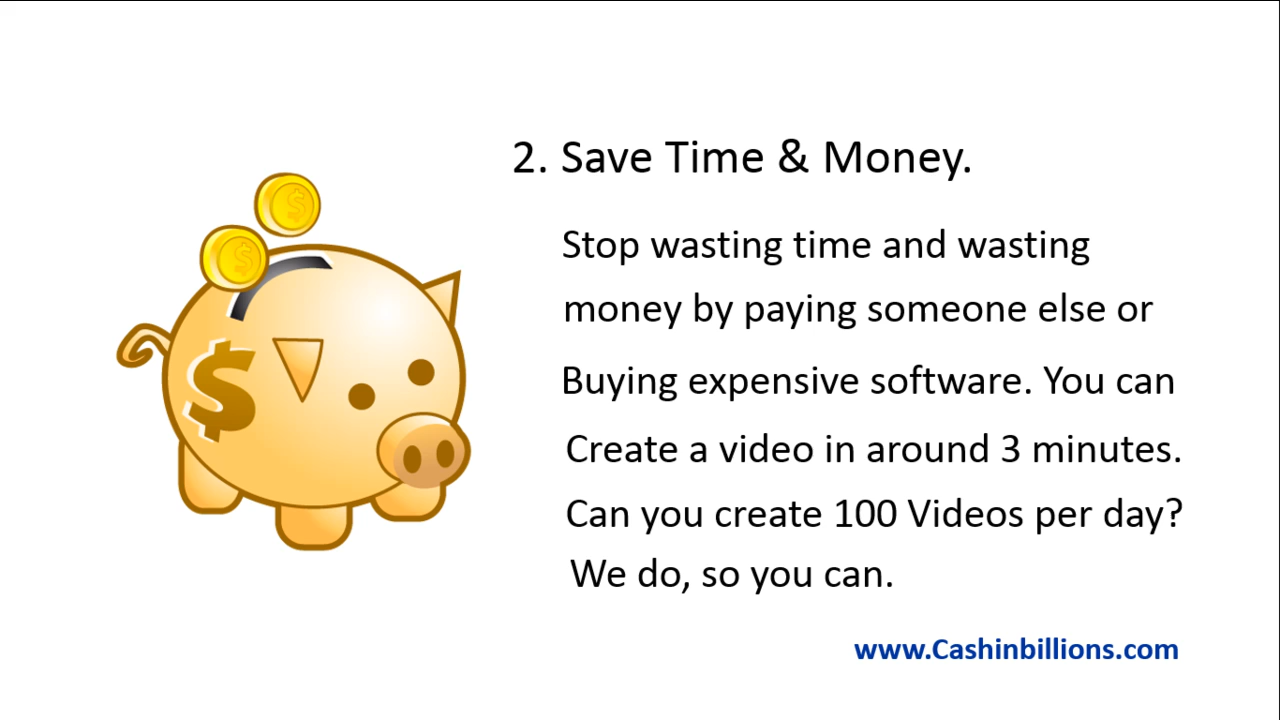 2. Save Time & Money.
Stop wasting time and wasting
money by paying someone else or
Buying expensive software. You can
Create a video in around 3 minutes.
Can you create 100 Videos per day?
We do, so you can.
$
www.Cashinbillions.com